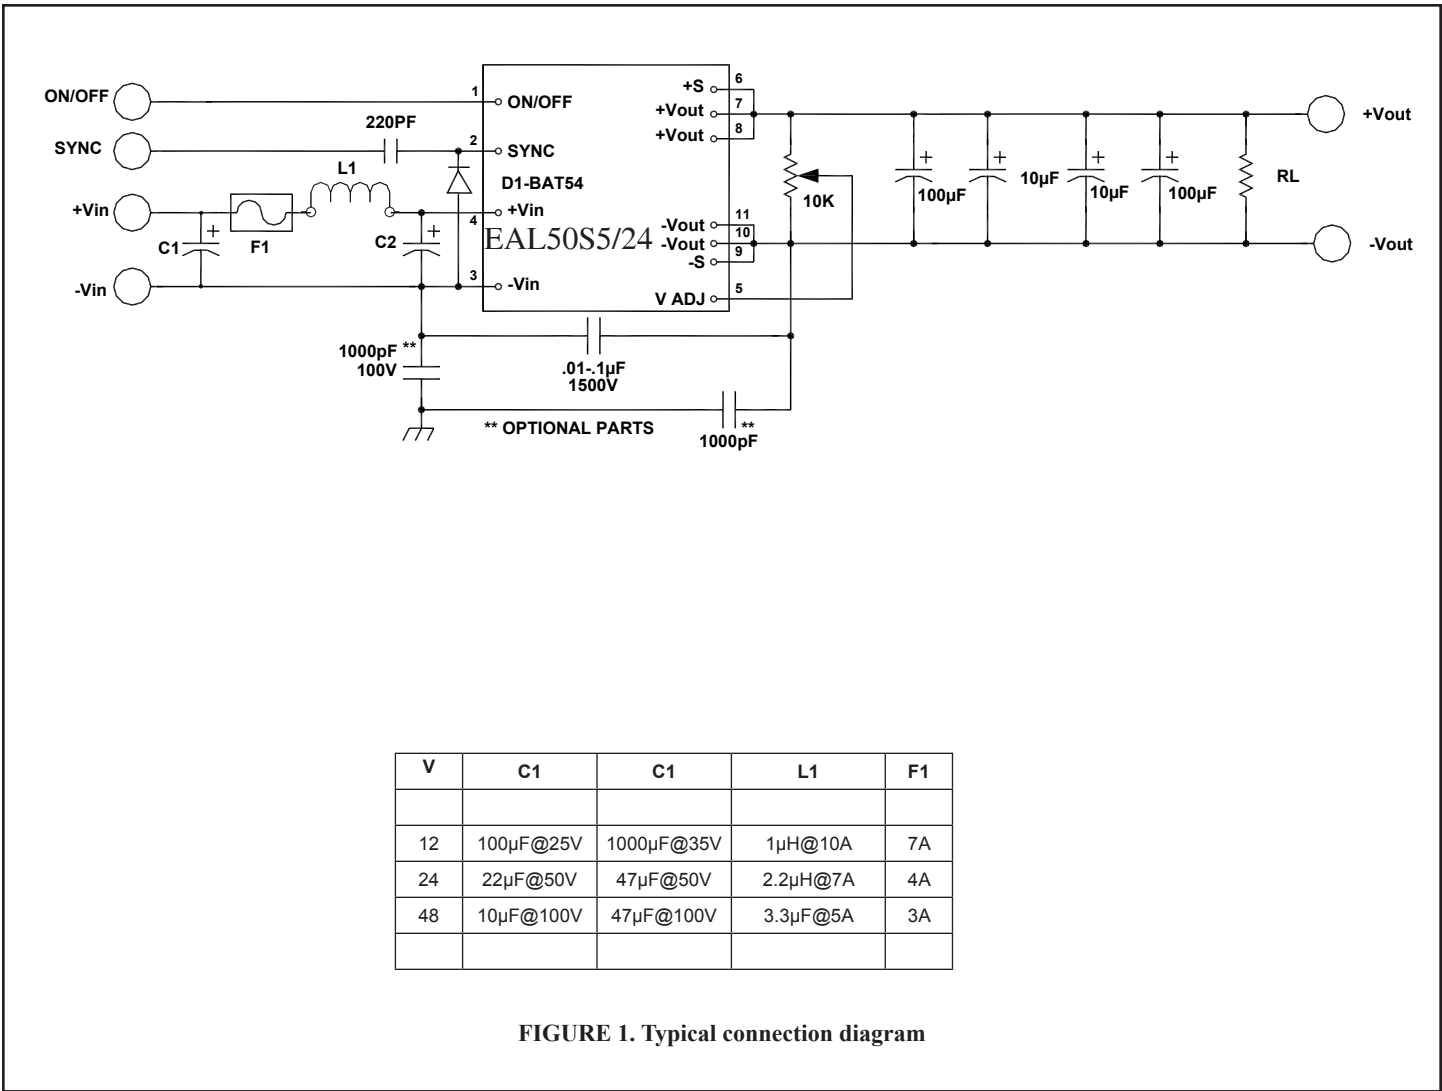 ON/OFF
1
ON/OFF
+S
6
+Vout
7
+Vout
8
+Vout
220PF
SYNC
2
SYNC
L1
D1-BAT54
+Vin
+Vin
4
C1
+
F1
C2
+
EAL50S5/24
10K
+
100µF
+
10µF
+
10µF
+
100µF
RL
-Vout
11
-Vout
10
-S
9
-Vout
-Vin
3
-Vin
V ADJ
5
1000pF **
100V
.01-.1µF
1500V
** OPTIONAL PARTS
**
1000pF
V C1 C1 L1 F1
12 100µF@25V 1000µF@35V 1µH@10A 7A
24 22µF@50V 47µF@50V 2.2µH@7A 4A
48 10µF@100V 47µF@100V 3.3µF@5A 3A
FIGURE 1. Typical connection diagram